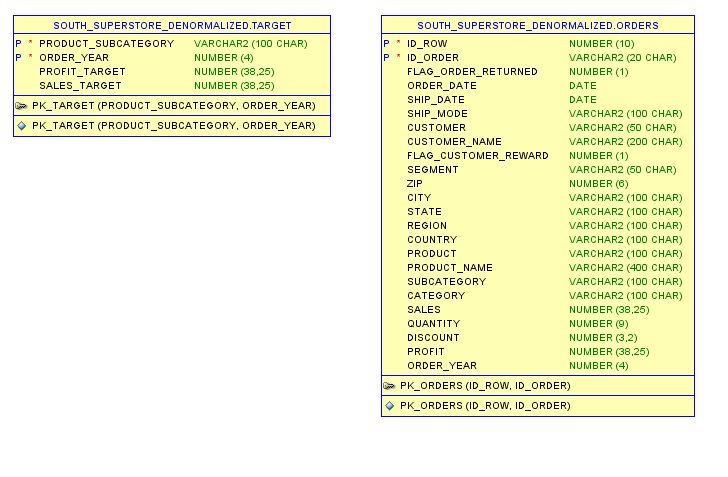 SOUTH_SUPERSTORE_DENORMALIZED.TARGET
P * PRODUCT_SUBCATEGORY VARCHAR2 (100 CHAR)
P * ORDER_YEAR NUMBER (4)
PROFIT_TARGET NUMBER (38,25)
SALES_TARGET NUMBER (38,25)
PK_TARGET (PRODUCT_SUBCATEGORY, ORDER_YEAR)
PK_TARGET (PRODUCT_SUBCATEGORY, ORDER_YEAR)
SOUTH_SUPERSTORE_DENORMALIZED.ORDERS
P * ID_ROW NUMBER (10)
P * ID_ORDER VARCHAR2 (20 CHAR)
FLAG_ORDER_RETURNED NUMBER (1)
ORDER_DATE DATE
SHIP_DATE DATE
SHIP_MODE VARCHAR2 (100 CHAR)
CUSTOMER VARCHAR2 (50 CHAR)
CUSTOMER_NAME VARCHAR2 (200 CHAR)
FLAG_CUSTOMER_REWARD NUMBER (1)
SEGMENT VARCHAR2 (50 CHAR)
ZIP NUMBER (6)
CITY VARCHAR2 (100 CHAR)
STATE VARCHAR2 (100 CHAR)
REGION VARCHAR2 (100 CHAR)
COUNTRY VARCHAR2 (100 CHAR)
PRODUCT VARCHAR2 (100 CHAR)
PRODUCT_NAME VARCHAR2 (400 CHAR)
SUBCATEGORY VARCHAR2 (100 CHAR)
CATEGORY VARCHAR2 (100 CHAR)
SALES NUMBER (38,25)
QUANTITY NUMBER (9)
DISCOUNT NUMBER (3,2)
PROFIT NUMBER (38,25)
ORDER_YEAR NUMBER (4)
PK_ORDERS (ID_ROW, ID_ORDER)
PK_ORDERS (ID_ROW, ID_ORDER)